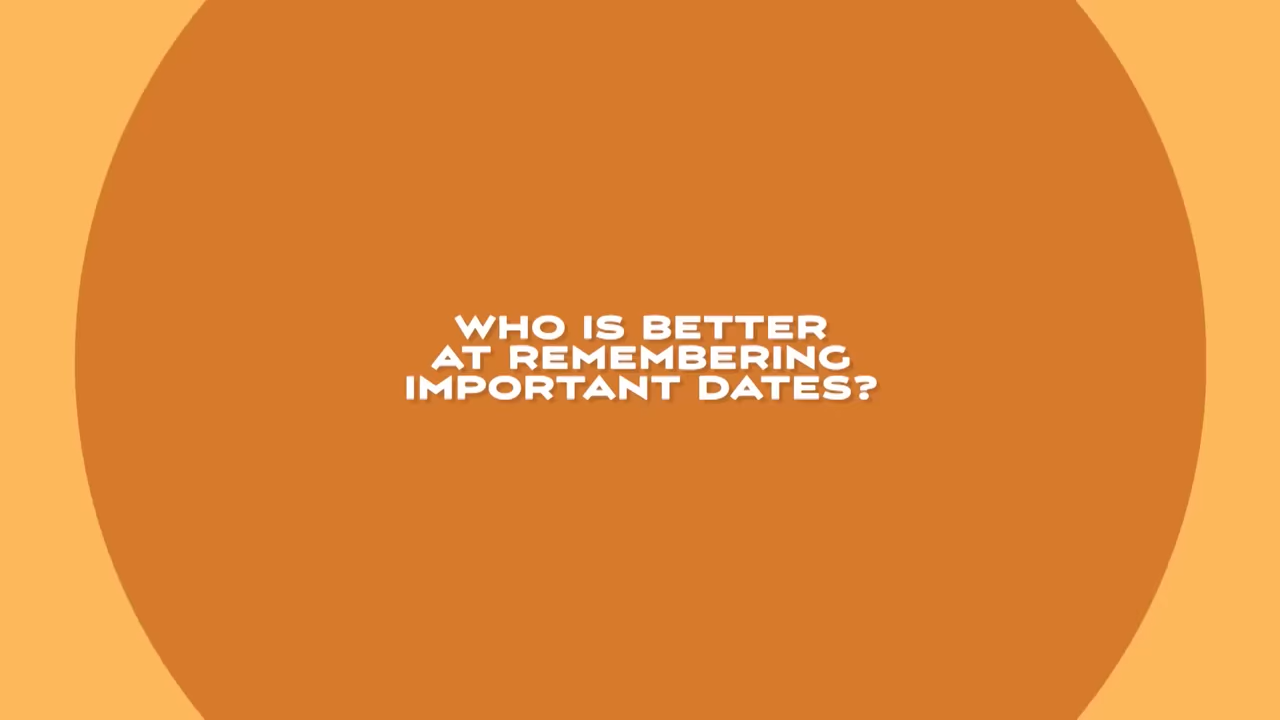 WHO IS BETTER
AT REMEMBERING
IMPORTANT DATES?